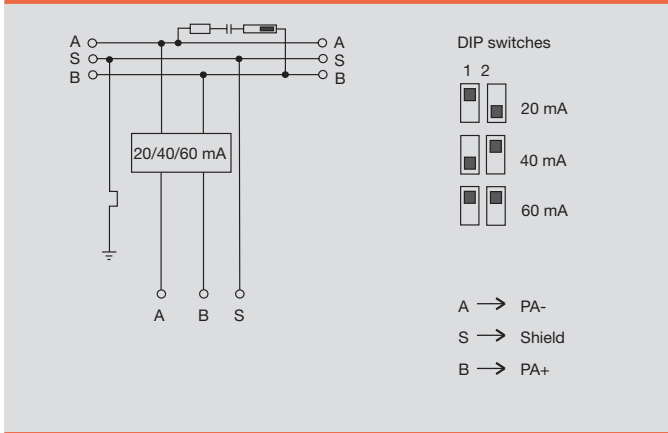 A A
S S
B B
20/40/60 mA
A B S
DIP switches
1 2
20 mA
40 mA
60 mA
A → PA-
S → Shield
B → PA+